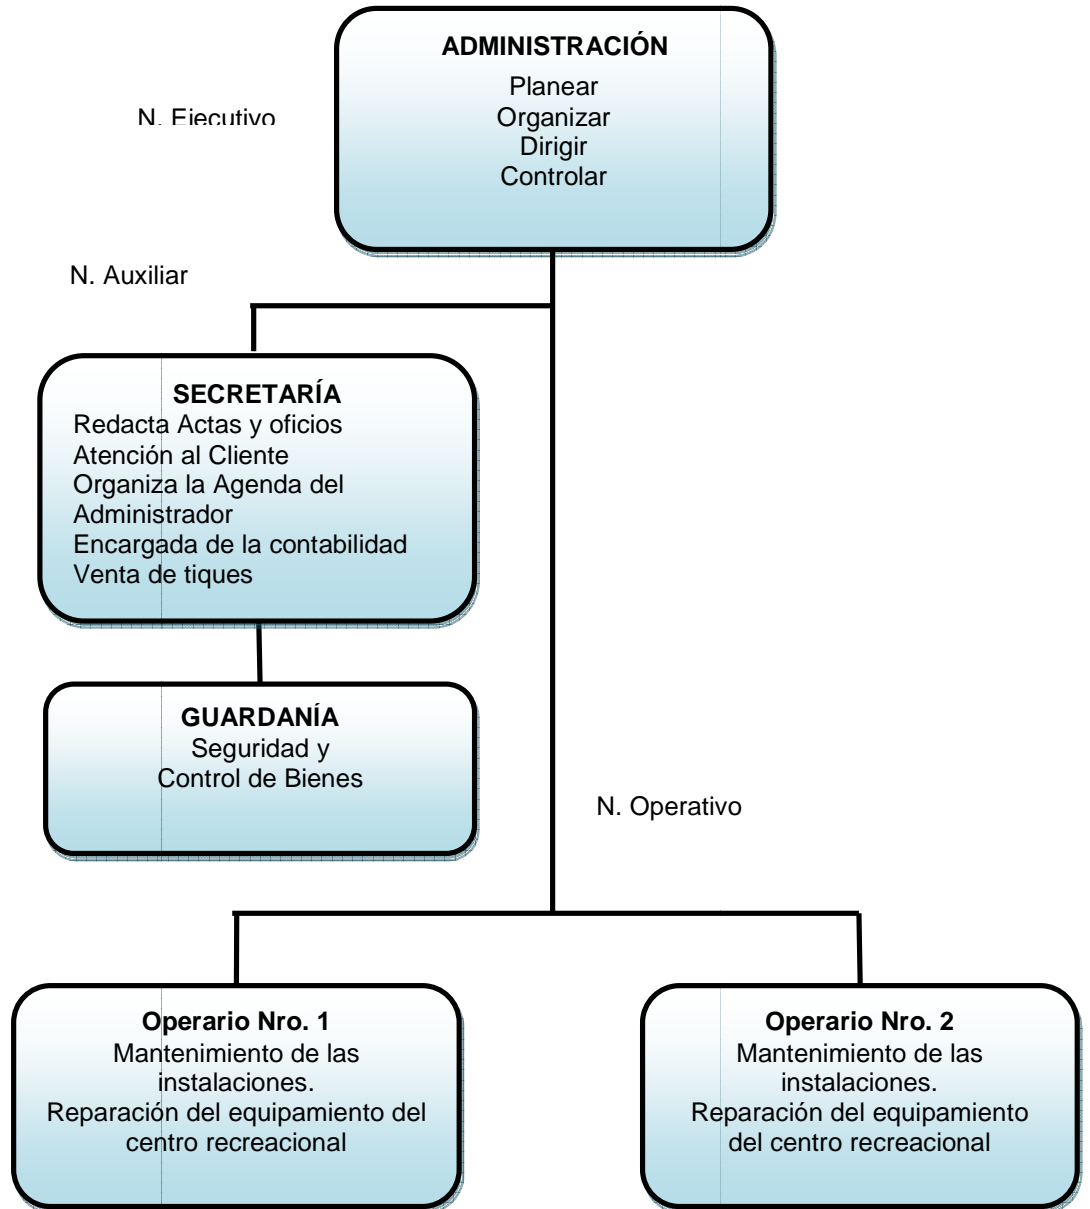 ADMINISTRACIÓN
Planear
Organizar
Dirigir
Controlar
N. Ejecutivo
N. Auxiliar
SECRETARÍA
Redacta Actas y oficios
Atención al Cliente
Organiza la Agenda del
Administrador
Encargada de la contabilidad
Venta de tiques
GUARDANÍA
Seguridad y
Control de Bienes
N. Operativo
Operario Nro. 1
Mantenimiento de las
instalaciones.
Reparación del equipamiento del
centro recreacional
Operario Nro. 2
Mantenimiento de las
instalaciones.
Reparación del equipamiento
del centro recreacional